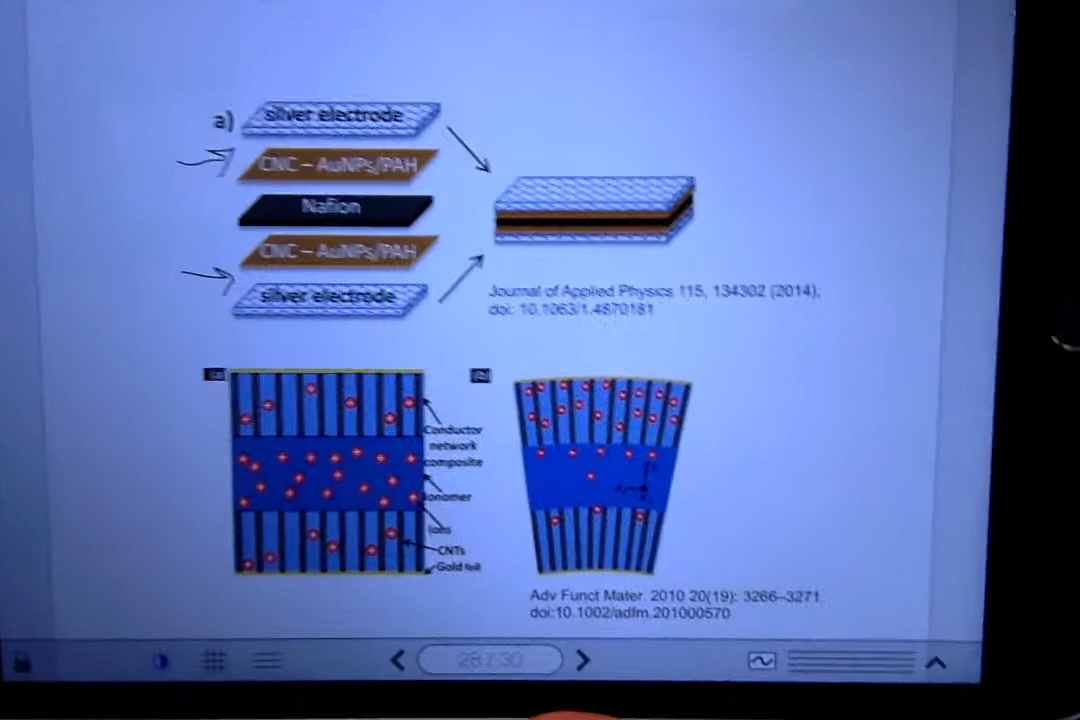 a)
silver electrode
CNC – AuNPs/PAH
Nafion
CNC – AuNPs/PAH
silver electrode
Journal of Applied Physics 115, 134302 (2014);
doi: 10.1063/1.4870181
(a)
(b)
Conductor
network
composite
Ionomer
Ions
CNTs
Gold foil
Adv Funct Mater. 2010 20(19): 3266–3271.
doi:10.1002/adfm.201000570
28 / 30